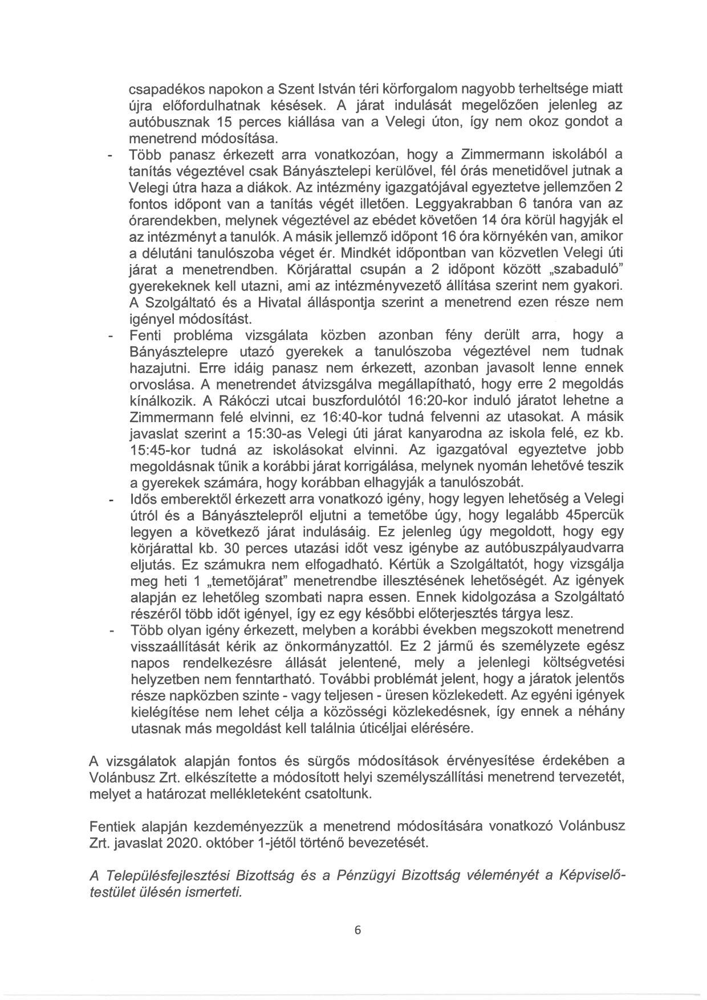 csapadékos napokon a Szent István téri körforgalom nagyobb terheltsége miatt
újra előfordulhatnak késések. A járat indulását megelőzően jelenleg az
autóbusznak 15 perces kiállása van a Velegi úton, így nem okoz gondot a
menetrend módosítása.
- Több panasz érkezett arra vonatkozóan, hogy a Zimmermann iskolából a
tanítás végeztével csak Bányásztelepi kerülővel, fél órás menetidővel jutnak a
Velegi útra haza a diákok. Az intézmény igazgatójával egyeztetve jellemzően 2
fontos időpont van a tanítás végét illetően. Leggyakrabban 6 tanóra van az
órarendekben, melynek végeztével az ebédet követően 14 óra körül hagyják el
az intézményt a tanulók. A másik jellemző időpont 16 óra környékén van, amikor
a délutáni tanulószoba véget ér. Mindkét időpontban van közvetlen Velegi úti
járat a menetrendben. Körjárattal csupán a 2 időpont között „szabaduló”
gyerekeknek kell utazni, ami az intézményvezető állítása szerint nem gyakori.
A Szolgáltató és a Hivatal álláspontja szerint a menetrend ezen része nem
igényel módosítást.
- Fenti probléma vizsgálata közben azonban fény derült arra, hogy a
Bányásztelepre utazó gyerekek a tanulószoba végeztével nem tudnak
hazajutni. Erre idáig panasz nem érkezett, azonban javasolt lenne ennek
orvoslása. A menetrendet átvizsgálva megállapítható, hogy erre 2 megoldás
kínálkozik. A Rákóczi utcai buszfordulótól 16:20-kor induló járatot lehetne a
Zimmermann felé elvinni, ez 16:40-kor tudná felvenni az utasokat. A másik
javaslat szerint a 15:30-as Velegi úti járat kanyarodna az iskola felé, ez kb.
15:45-kor tudná az iskolásokat elvinni. Az igazgatóval egyeztetve jobb
megoldásnak tűnik a korábbi járat korrigálása, melynek nyomán lehetővé teszik
a gyerekek számára, hogy korábban elhagyják a tanulószobát.
- Idős emberektől érkezett arra vonatkozó igény, hogy legyen lehetőség a Velegi
útról és a Bányásztelepről eljutni a temetőbe úgy, hogy legalább 45percük
legyen a következő járat indulásáig. Ez jelenleg úgy megoldott, hogy egy
körjárattal kb. 30 perces utazási időt vesz igénybe az autóbuszpályaudvarra
eljutás. Ez számukra nem elfogadható. Kértük a Szolgáltatót, hogy vizsgálja
meg heti 1 „temetőjárat” menetrendbe illesztésének lehetőségét. Az igények
alapján ez lehetőleg szombati napra essen. Ennek kidolgozása a Szolgáltató
részéről több időt igényel, így ez egy későbbi előterjesztés tárgya lesz.
- Több olyan igény érkezett, melyben a korábbi években megszokott menetrend
visszaállítását kérik az önkormányzattól. Ez 2 jármű és személyzete egész
napos rendelkezésre állását jelentené, mely a jelenlegi költségvetési
helyzetben nem fenntartható. További problémát jelent, hogy a járatok jelentős
része napközben szinte - vagy teljesen - üresen közlekedett. Az egyéni igények
kielégítése nem lehet célja a közösségi közlekedésnek, így ennek a néhány
utasnak más megoldást kell találnia úticéljai elérésére.
A vizsgálatok alapján fontos és sürgős módosítások érvényesítése érdekében a
Volánbusz Zrt. elkészítette a módosított helyi személyszállítási menetrend tervezetét,
melyet a határozat mellékleteként csatoltunk.
Fentiek alapján kezdeményezzük a menetrend módosítására vonatkozó Volánbusz
Zrt. javaslat 2020. október 1-jétől történő bevezetését.
A Településfejlesztési Bizottság és a Pénzügyi Bizottság véleményét a Képviselő-
testület ülésén ismerteti.
6